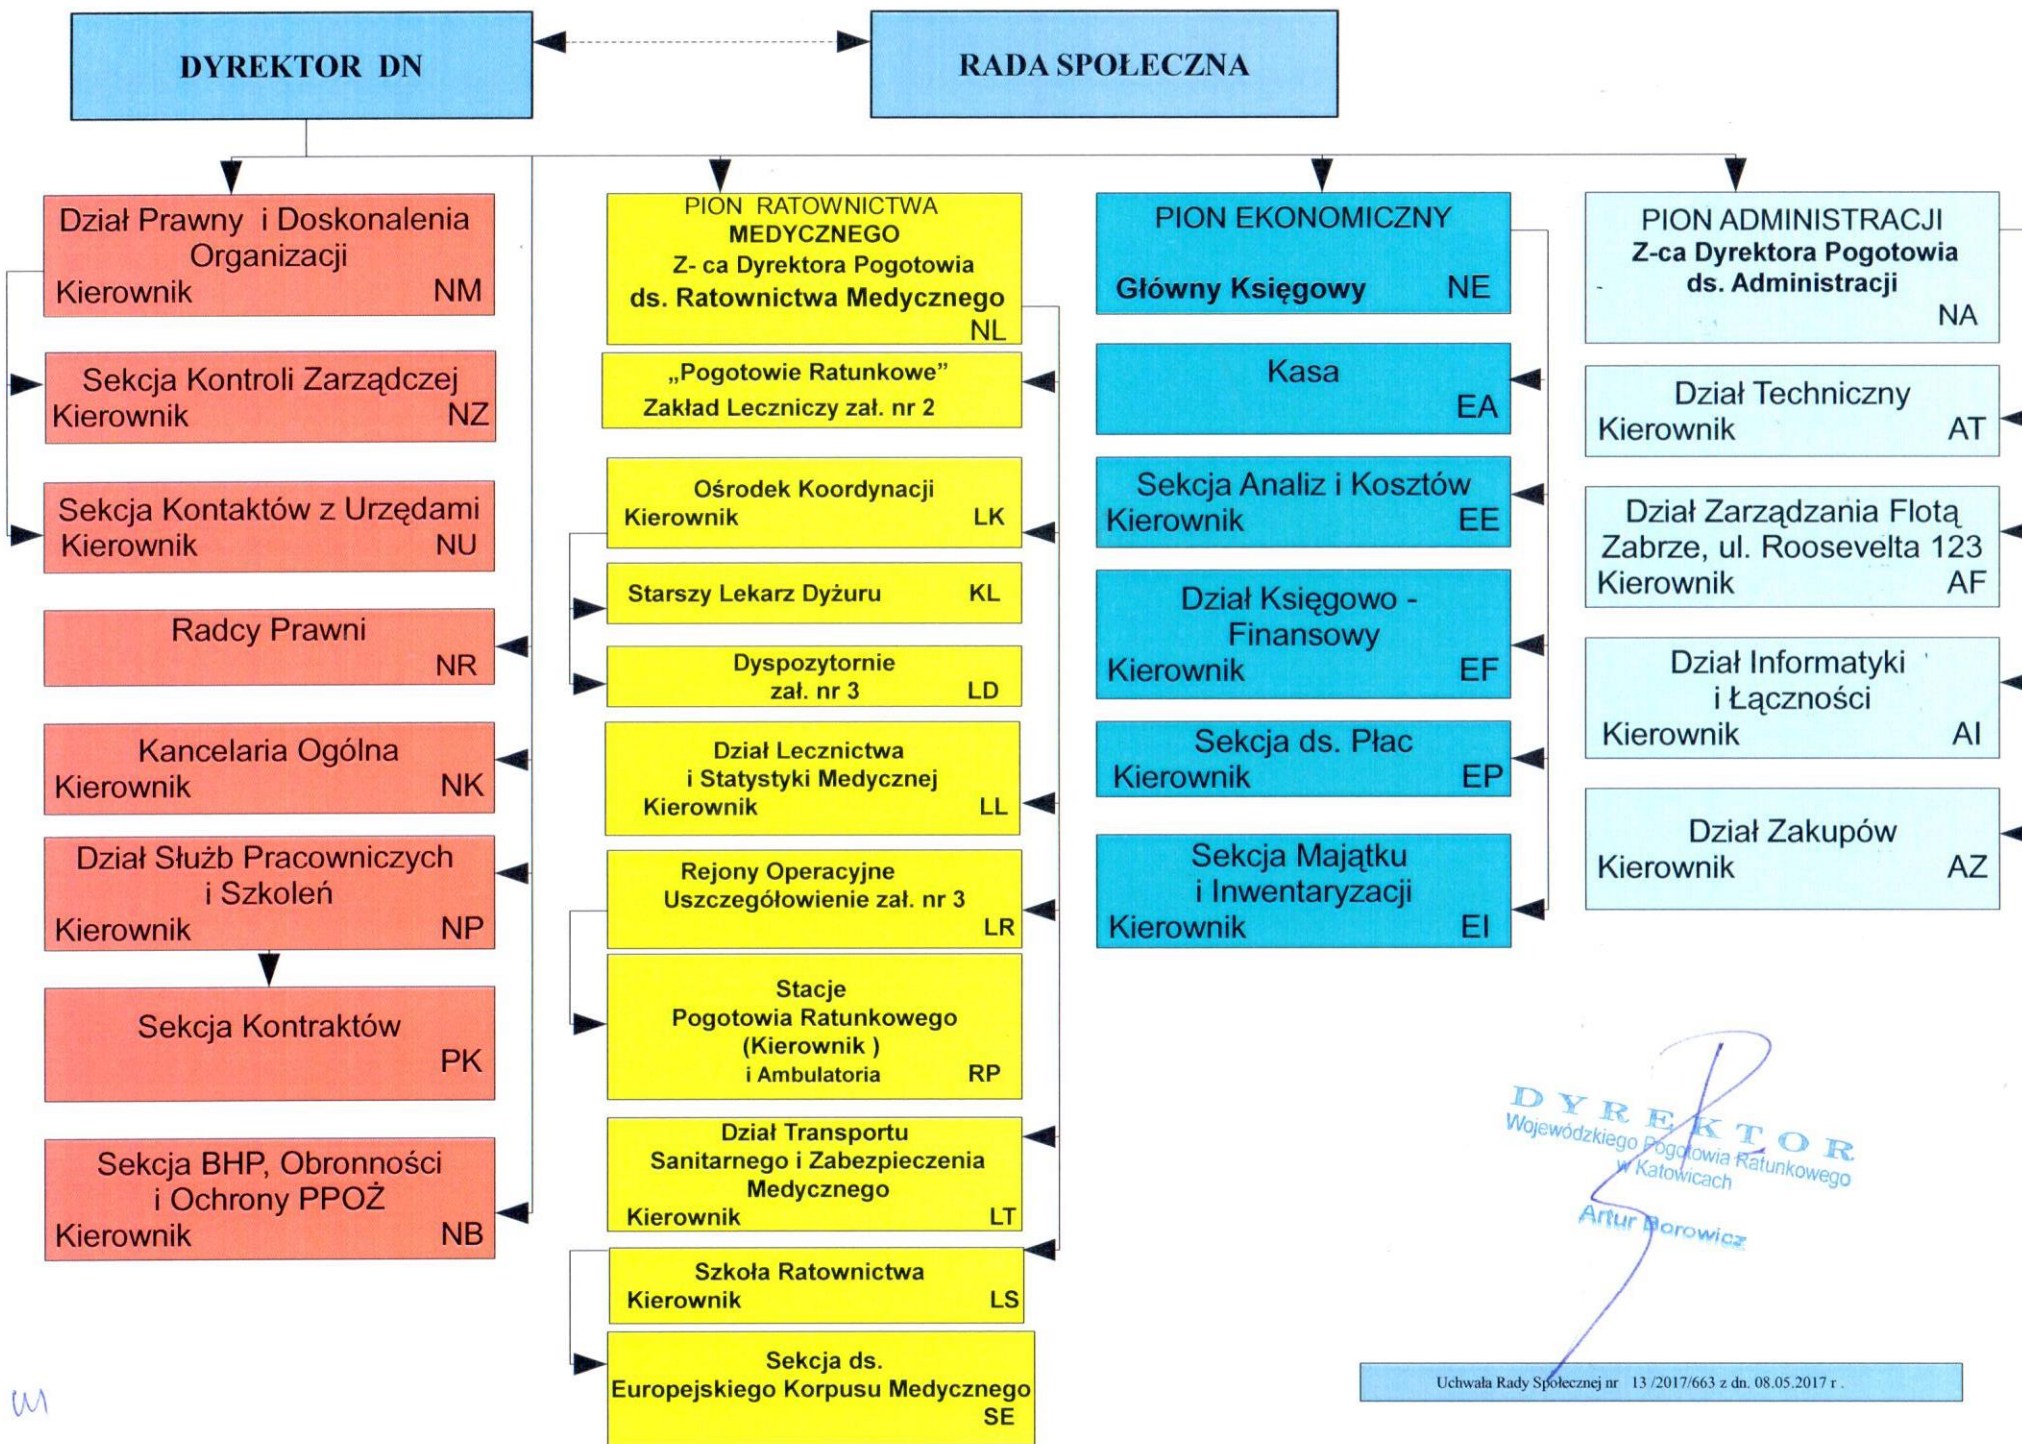 DYREKTOR DN
RADA SPOŁECZNA
Dział Prawny i Doskonalenia
Organizacji
Kierownik NM
Sekcja Kontroli Zarządczej
Kierownik NZ
Sekcja Kontaktów z Urzędami
Kierownik NU
Radcy Prawni
NR
Kancelaria Ogólna
Kierownik NK
Dział Służb Pracowniczych
i Szkoleń
Kierownik NP
Sekcja Kontraktów
PK
Sekcja BHP, Obronności
i Ochrony PPOŻ
Kierownik NB
PION RATOWNICTWA
MEDYCZNEGO
Z- ca Dyrektora Pogotowia
ds. Ratownictwa Medycznego
NL
„Pogotowie Ratunkowe”
Zakład Leczniczy zał. nr 2
Ośrodek Koordynacji
Kierownik LK
Starszy Lekarz Dyżuru KL
Dyspozytornie
zał. nr 3 LD
Dział Lecznictwa
i Statystyki Medycznej
Kierownik LL
Rejony Operacyjne
Uszczegółowienie zał. nr 3
LR
Stacje
Pogotowia Ratunkowego
(Kierownik )
i Ambulatoria RP
Dział Transportu
Sanitarnego i Zabezpieczenia
Medycznego
Kierownik LT
Szkoła Ratownictwa
Kierownik LS
Sekcja ds.
Europejskiego Korpusu Medycznego
SE
PION EKONOMICZNY
Główny Księgowy NE
Kasa
EA
Sekcja Analiz i Kosztów
Kierownik EE
Dział Księgowo -
Finansowy
Kierownik EF
Sekcja ds. Płac
Kierownik EP
Sekcja Majątku
i Inwentaryzacji
Kierownik EI
PION ADMINISTRACJI
Z-ca Dyrektora Pogotowia
ds. Administracji
NA
Dział Techniczny
Kierownik AT
Dział Zarządzania Flotą
Zabrze, ul. Roosevelta 123
Kierownik AF
Dział Informatyki
i Łączności
Kierownik AI
Dział Zakupów
Kierownik AZ
DYREKTOR
Wojewódzkiego Pogotowia Ratunkowego
w Katowicach
Artur Borowicz
Uchwała Rady Społecznej nr 13 /2017/663 z dn. 08.05.2017 r .